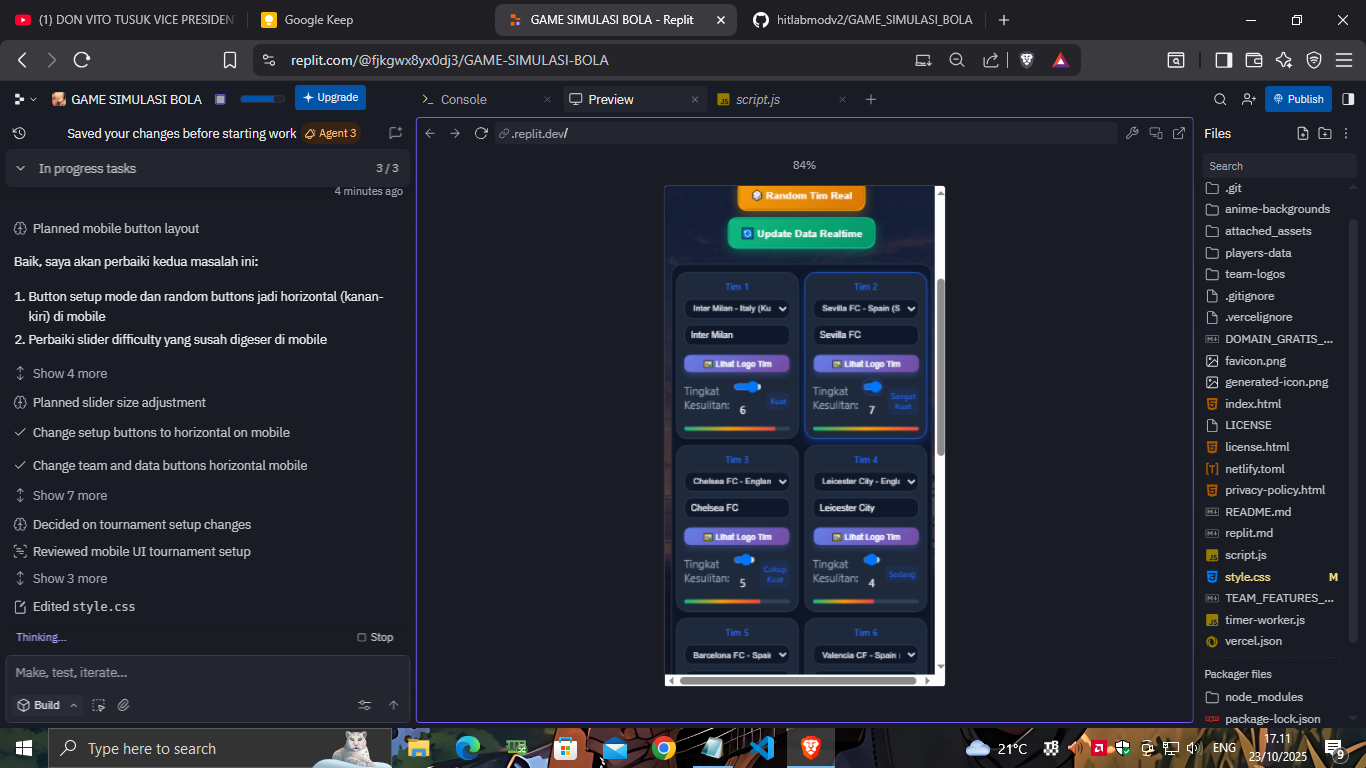 (1) DON VITO TUSUK VICE PRESIDEN
Google Keep
GAME SIMULASI BOLA - Replit
hitlabmodv2/GAME_SIMULASI_BOLA
replit.com/@fjkgwx8yx0dj3/GAME-SIMULASI-BOLA
GAME SIMULASI BOLA
Upgrade
Console
Preview
script.js
Publish
Saved your changes before starting work
Agent 3
.replit.dev/
Files
In progress tasks
3 / 3
4 minutes ago
84%
Search
Planned mobile button layout
Baik, saya akan perbaiki kedua masalah ini:
1. Button setup mode dan random buttons jadi horizontal (kanan-
kiri) di mobile
2. Perbaiki slider difficulty yang susah digeser di mobile
Show 4 more
Planned slider size adjustment
Change setup buttons to horizontal on mobile
Change team and data buttons horizontal mobile
Show 7 more
Decided on tournament setup changes
Reviewed mobile UI tournament setup
Show 3 more
Edited style.css
Thinking...
Stop
Make, test, iterate...
Build
Random Tim Real
Update Data Realtime
Tim 1
Inter Milan - Italy (Ku
Inter Milan
Lihat Logo Tim
Tingkat
Kesulitan:
6
Kuat
Tim 2
Sevilla FC - Spain (S
Sevilla FC
Lihat Logo Tim
Tingkat
Kesulitan:
7
Sangat
Kuat
Tim 3
Chelsea FC - Englan
Chelsea FC
Lihat Logo Tim
Tingkat
Kesulitan:
5
Cukup
Kuat
Tim 4
Leicester City - Engl
Leicester City
Lihat Logo Tim
Tingkat
Kesulitan:
4
Sedang
Tim 5
Barcelona FC - Spai
Tim 6
Valencia CF - Spain
.git
anime-backgrounds
attached_assets
players-data
team-logos
.gitignore
.vercelignore
DOMAIN_GRATIS_...
favicon.png
generated-icon.png
index.html
LICENSE
license.html
netlify.toml
privacy-policy.html
README.md
replit.md
script.js
style.css
M
TEAM_FEATURES_...
timer-worker.js
vercel.json
Packager files
node_modules
package-lock.json
Type here to search
21°C
ENG
17.11
23/10/2025
9